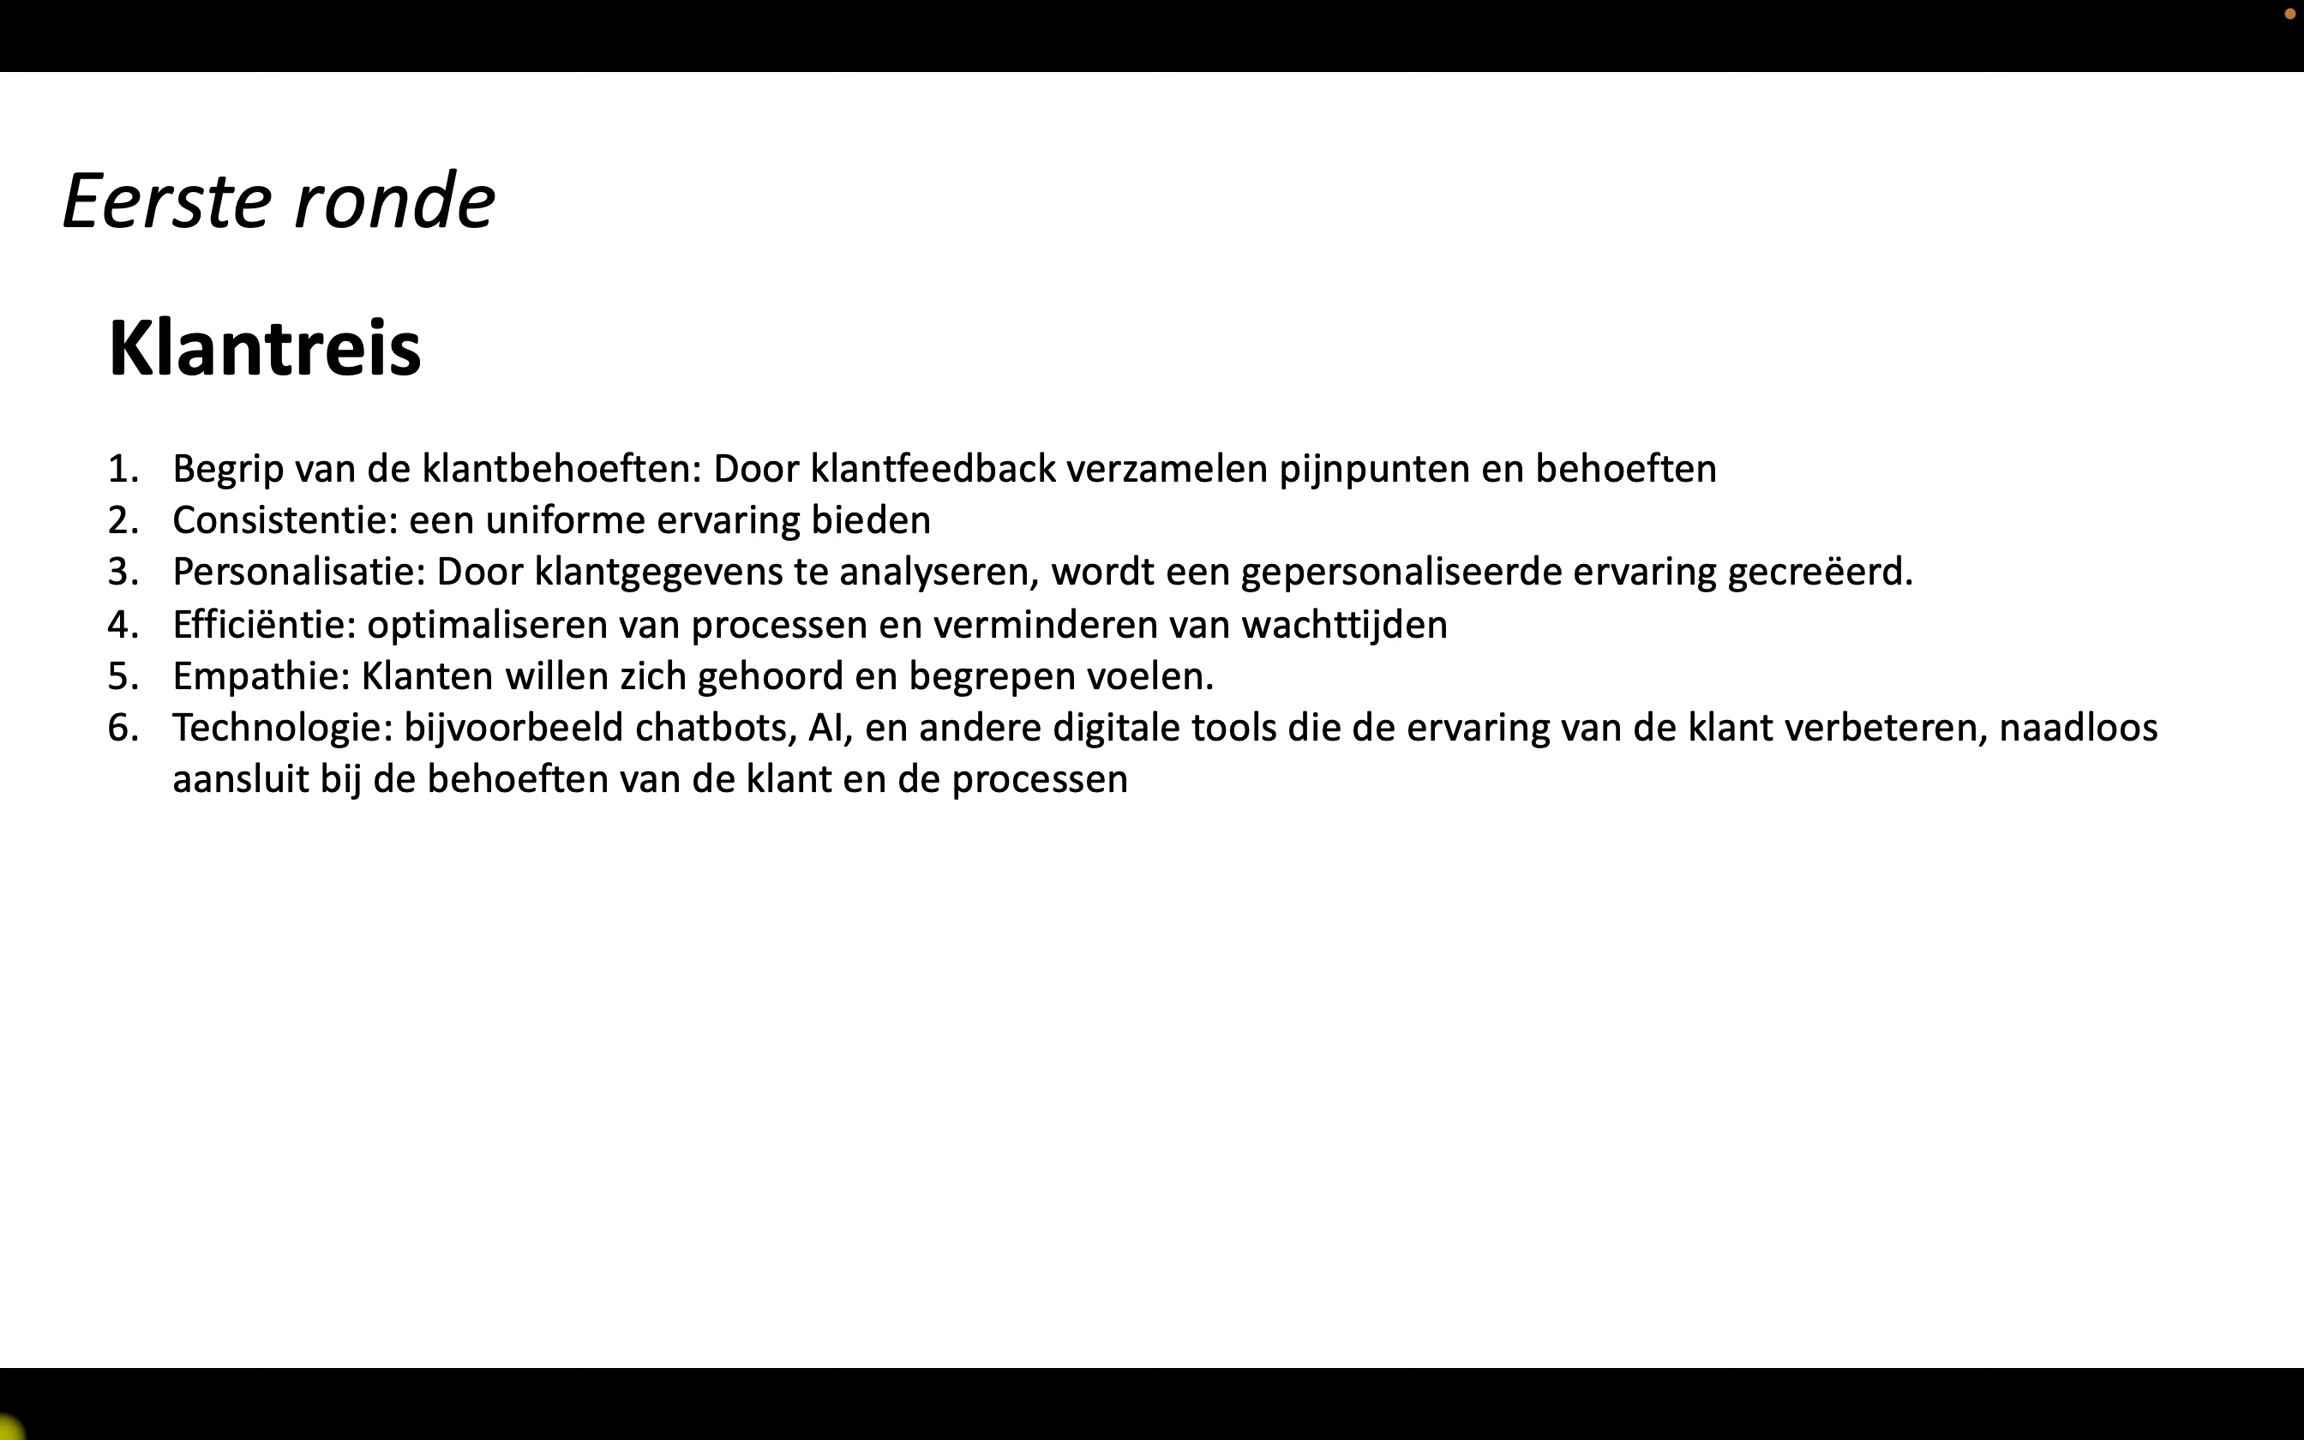 Eerste ronde
Klantreis
1. Begrip van de klantbehoeften: Door klantfeedback verzamelen pijnpunten en behoeften
2. Consistentie: een uniforme ervaring bieden
3. Personalisatie: Door klantgegevens te analyseren, wordt een gepersonaliseerde ervaring gecreëerd.
4. Efficiëntie: optimaliseren van processen en verminderen van wachttijden
5. Empathie: Klanten willen zich gehoord en begrepen voelen.
6. Technologie: bijvoorbeeld chatbots, AI, en andere digitale tools die de ervaring van de klant verbeteren, naadloos
aansluit bij de behoeften van de klant en de processen